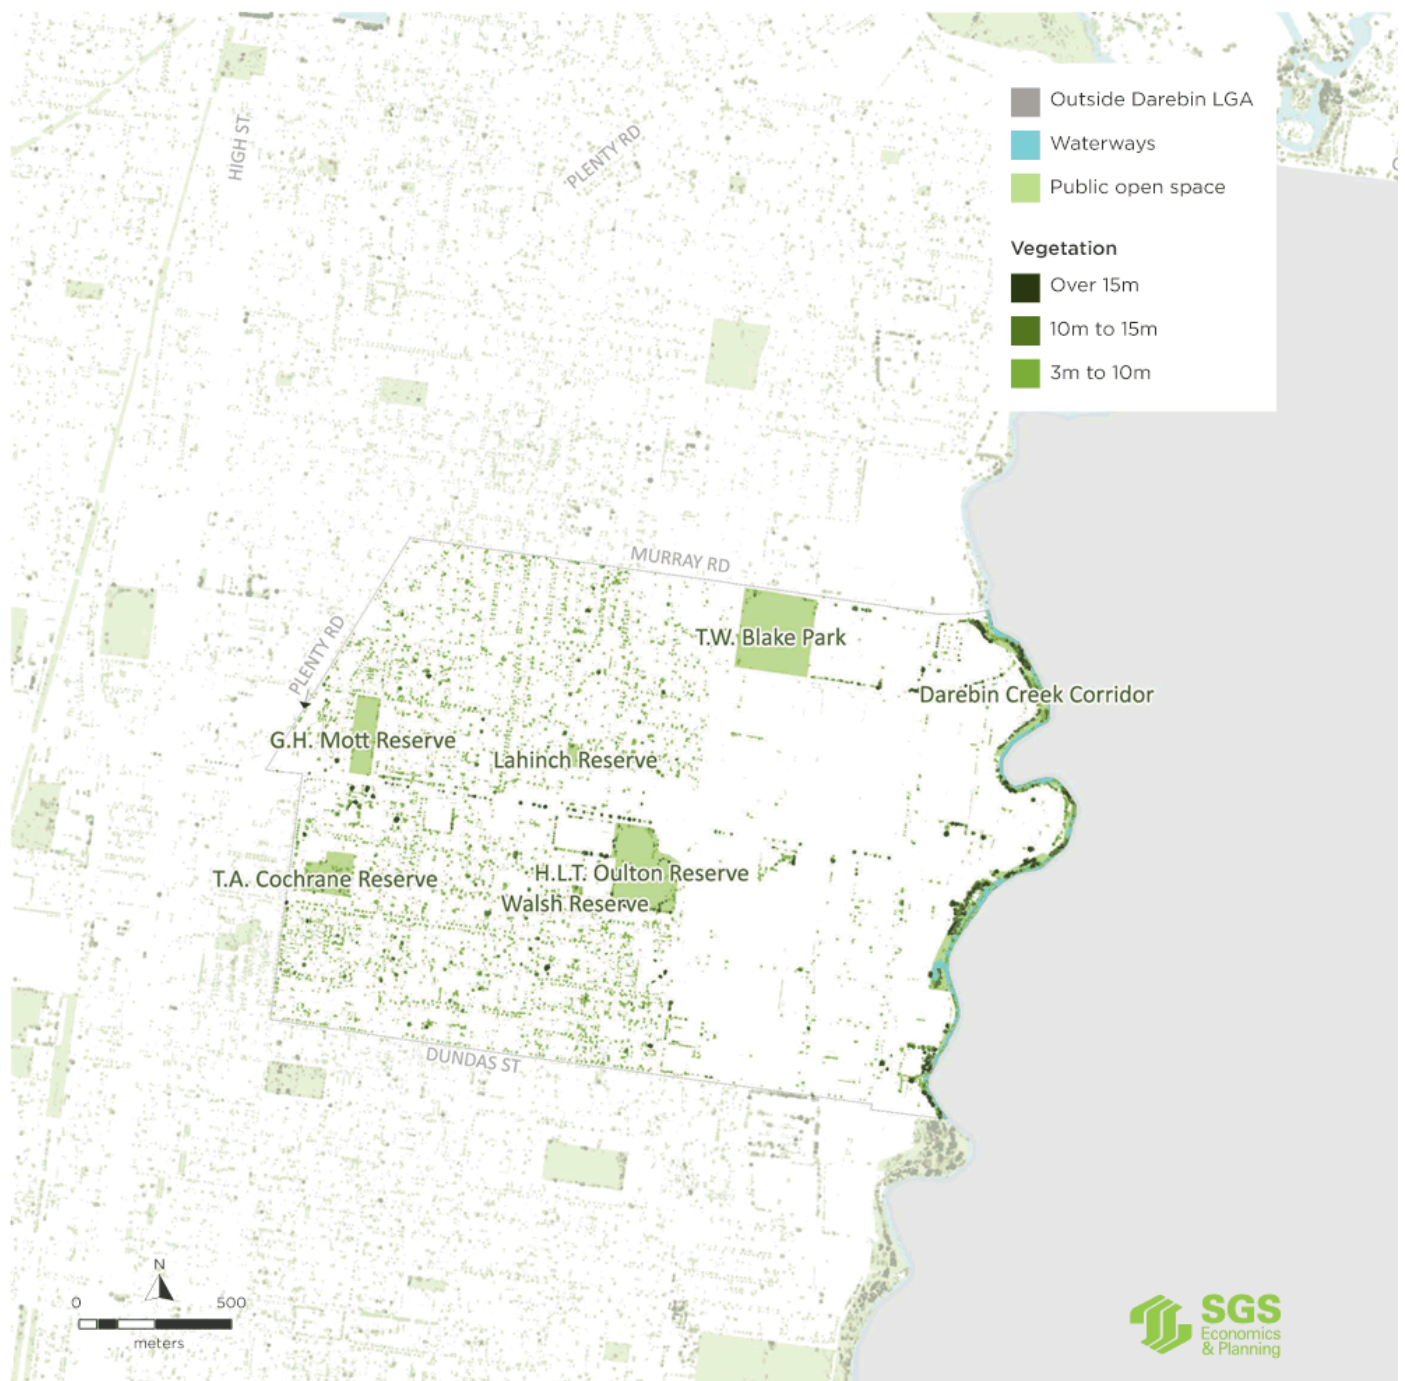 Outside Darebin LGA
Waterways
Public open space
Vegetation
Over 15m
10m to 15m
3m to 10m
HIGH ST
PLENTY RD
MURRAY RD
PLENTY RD
T.W. Blake Park
Darebin Creek Corridor
G.H. Mott Reserve
Lahinch Reserve
T.A. Cochrane Reserve
H.L.T. Oulton Reserve
Walsh Reserve
DUNDAS ST
N
0 500
meters
SGS
Economics
& Planning